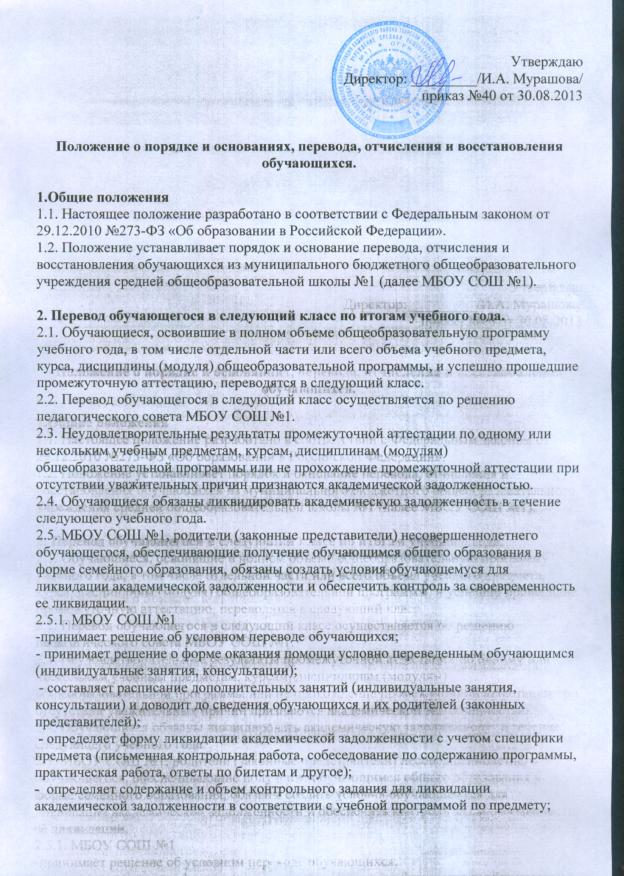 Утверждаю
Директор: /И.А. Мурашова/
приказ №40 от 30.08.2013
Положение о порядке и основаниях, перевода, отчисления и восстановления
обучающихся.
1.Общие положения
1.1. Настоящее положение разработано в соответствии с Федеральным законом от
29.12.2010 №273-ФЗ «Об образовании в Российской Федерации».
1.2. Положение устанавливает порядок и основание перевода, отчисления и
восстановления обучающихся из муниципального бюджетного общеобразовательного
учреждения средней общеобразовательной школы №1 (далее МБОУ СОШ №1).
2. Перевод обучающегося в следующий класс по итогам учебного года.
2.1. Обучающиеся, освоившие в полном объеме общеобразовательную программу
учебного года, в том числе отдельной части или всего объема учебного предмета,
курса, дисциплины (модуля) общеобразовательной программы, и успешно прошедшие
промежуточную аттестацию, переводятся в следующий класс.
2.2. Перевод обучающегося в следующий класс осуществляется по решению
педагогического совета МБОУ СОШ №1.
2.3. Неудовлетворительные результаты промежуточной аттестации по одному или
нескольким учебным предметам, курсам, дисциплинам (модулям)
общеобразовательной программы или не прохождение промежуточной аттестации при
отсутствии уважительных причин признаются академической задолженностью.
2.4. Обучающиеся обязаны ликвидировать академическую задолженность в течение
следующего учебного года.
2.5. МБОУ СОШ №1, родители (законные представители) несовершеннолетнего
обучающегося, обеспечивающие получение обучающимся общего образования в
форме семейного образования, обязаны создать условия обучающемуся для
ликвидации академической задолженности и обеспечить контроль за своевременность
ее ликвидации.
2.5.1. МБОУ СОШ №1
-принимает решение об условном переводе обучающихся;
- принимает решение о форме оказания помощи условно переведенным обучающимся
(индивидуальные занятия, консультации);
- составляет расписание дополнительных занятий (индивидуальные занятия,
консультации) и доводит до сведения обучающихся и их родителей (законных
представителей);
- определяет форму ликвидации академической задолженности с учетом специфики
предмета (письменная контрольная работа, собеседование по содержанию программы,
практическая работа, ответы по билетам и другое);
- определяет содержание и объем контрольного задания для ликвидации
академической задолженности в соответствии с учебной программой по предмету;